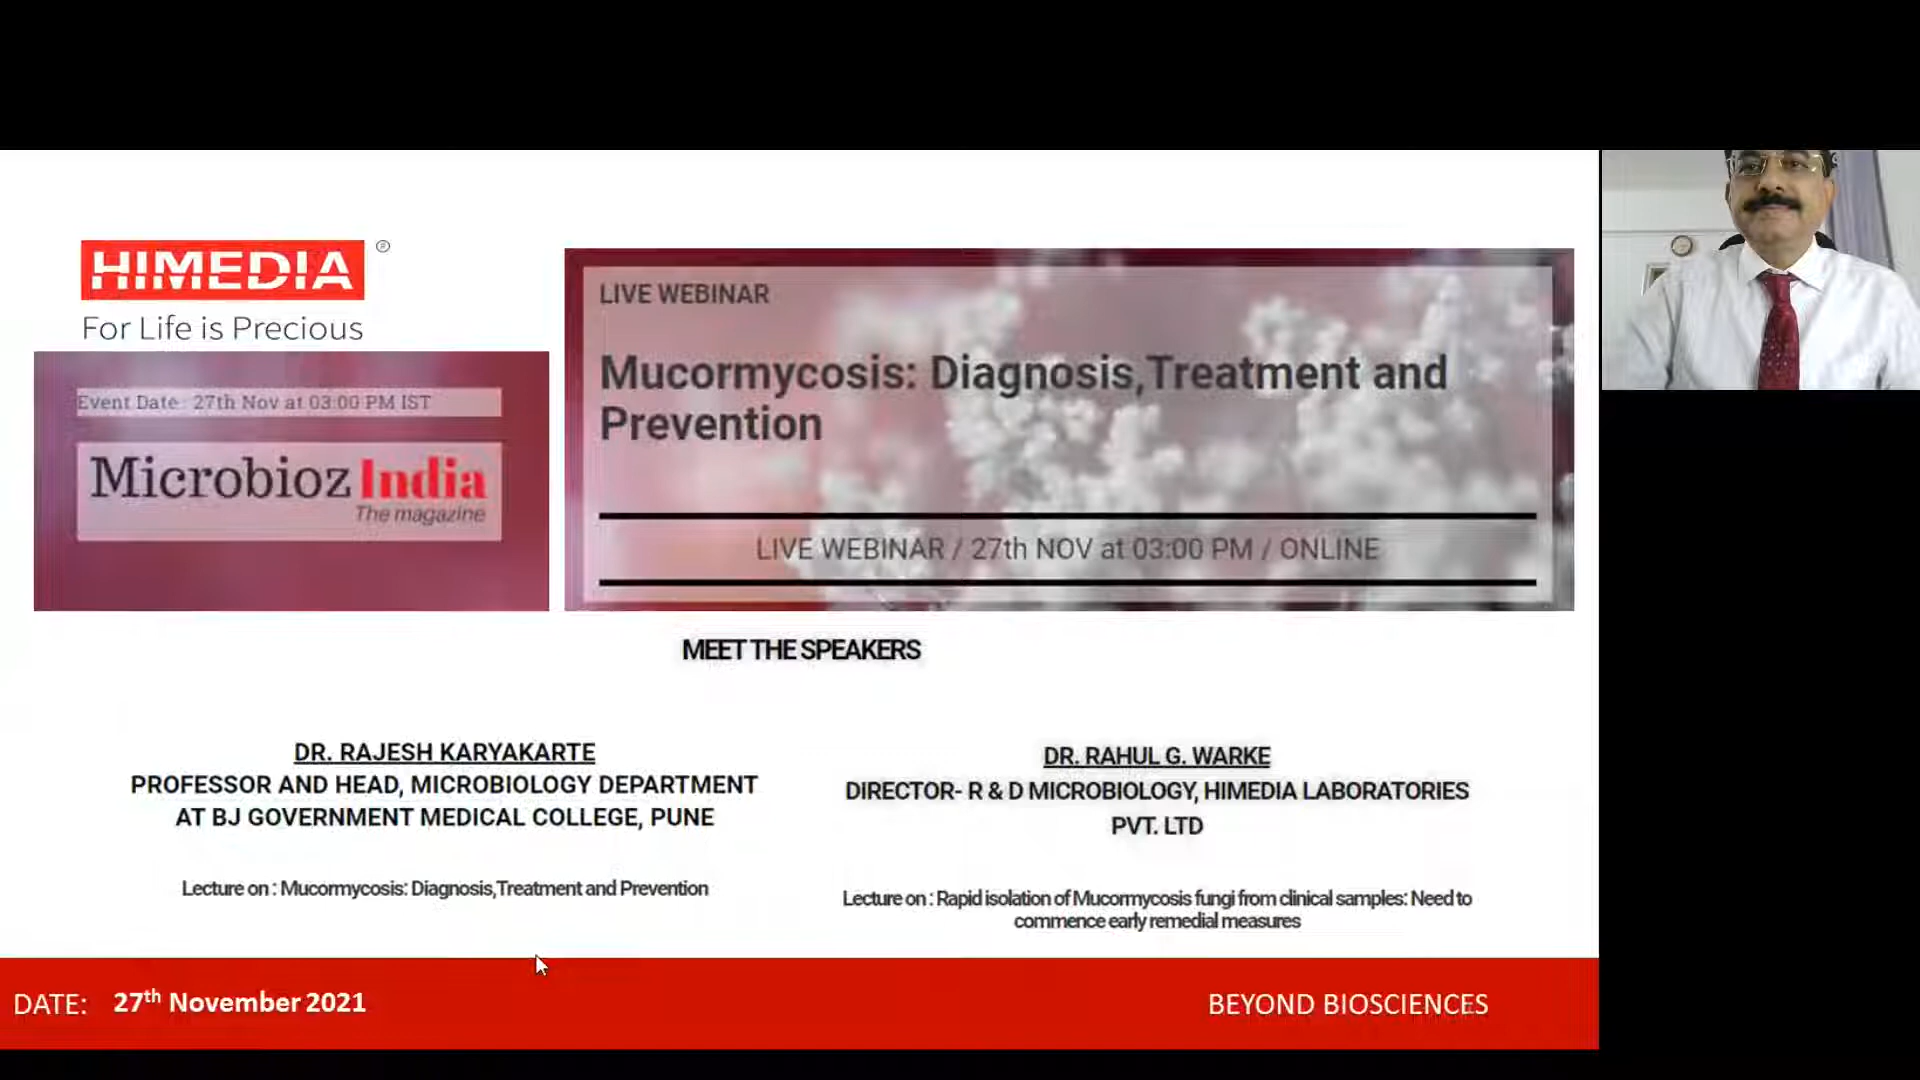 HIMEDIA ®
For Life is Precious
Event Date: 27th Nov at 03:00 PM IST
Microbioz India
The magazine
LIVE WEBINAR
Mucormycosis: Diagnosis,Treatment and
Prevention
LIVE WEBINAR / 27th NOV at 03:00 PM / ONLINE
MEET THE SPEAKERS
DR. RAJESH KARYAKARTE
PROFESSOR AND HEAD, MICROBIOLOGY DEPARTMENT
AT BJ GOVERNMENT MEDICAL COLLEGE, PUNE
Lecture on : Mucormycosis: Diagnosis,Treatment and Prevention
DR. RAHUL G. WARKE
DIRECTOR- R & D MICROBIOLOGY, HIMEDIA LABORATORIES
PVT. LTD
Lecture on : Rapid isolation of Mucormycosis fungi from clinical samples: Need to
commence early remedial measures
DATE: 27th November 2021
BEYOND BIOSCIENCES